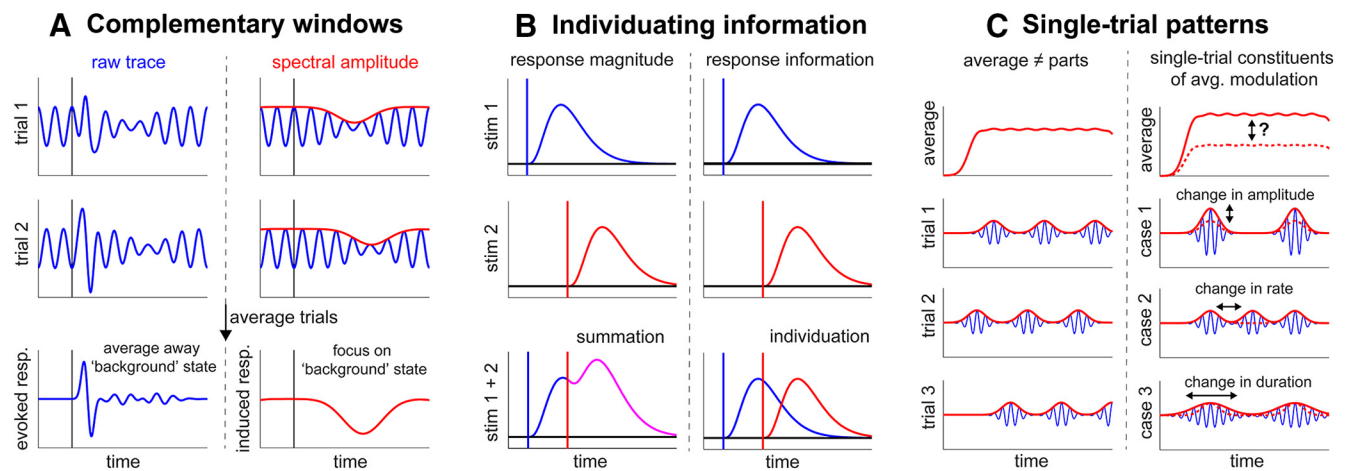 A Complementary windows
raw trace
spectral amplitude
trial 1
trial 2
average trials
evoked resp.
average away
'background' state
induced resp.
focus on
'background' state
time
time
B Individuating information
response magnitude
response information
stim 1
stim 2
stim 1 + 2
summation
individuation
time
time
C Single-trial patterns
average ≠ parts
single-trial constituents
of avg. modulation
average
average
?
trial 1
case 1
change in amplitude
trial 2
case 2
change in rate
trial 3
case 3
change in duration
time
time